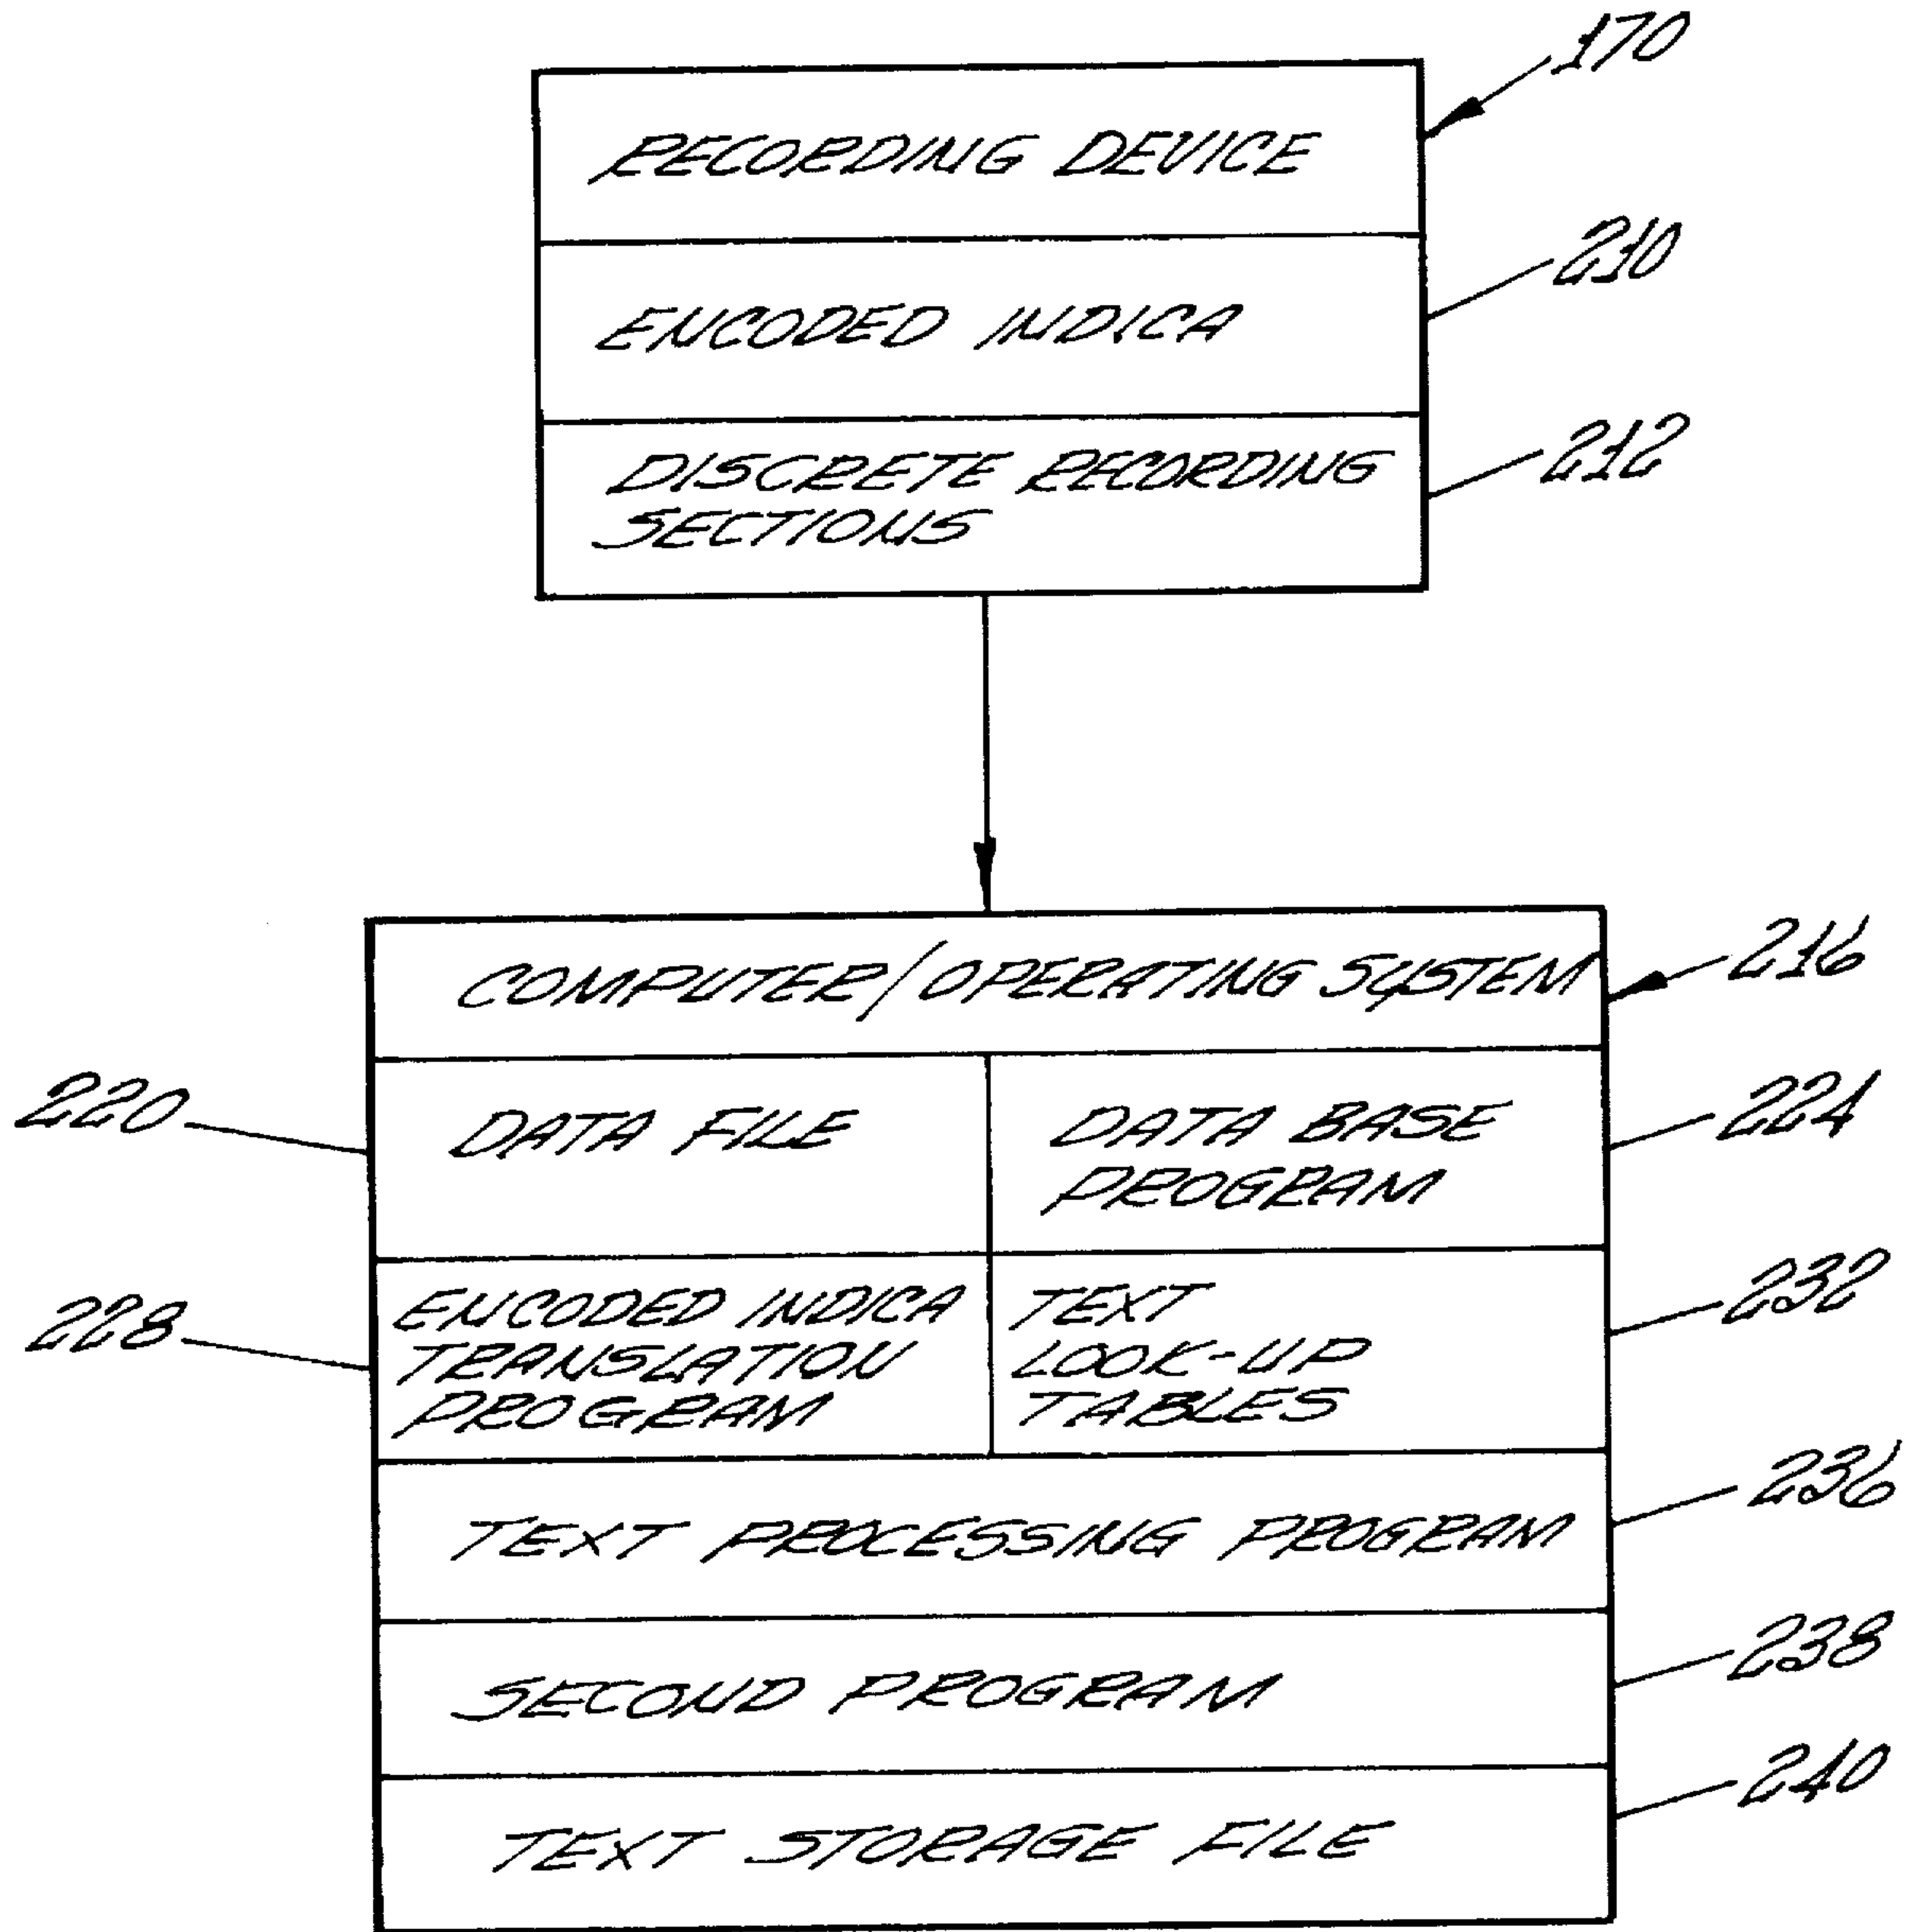 170
RECORDING DEVICE
210
ENCODED INDICA
212
DISCRETE RECORDING
SECTIONS
216
COMPUTER/OPERATING SYSTEM
220
DATA FILE
DATA BASE
PROGRAM
224
228
ENCODED INDICA
TRANSLATION
PROGRAM
TEXT
LOOK-UP
TABLES
232
236
TEXT PROCESSING PROGRAM
238
SECOND PROGRAM
240
TEXT STORAGE FILE